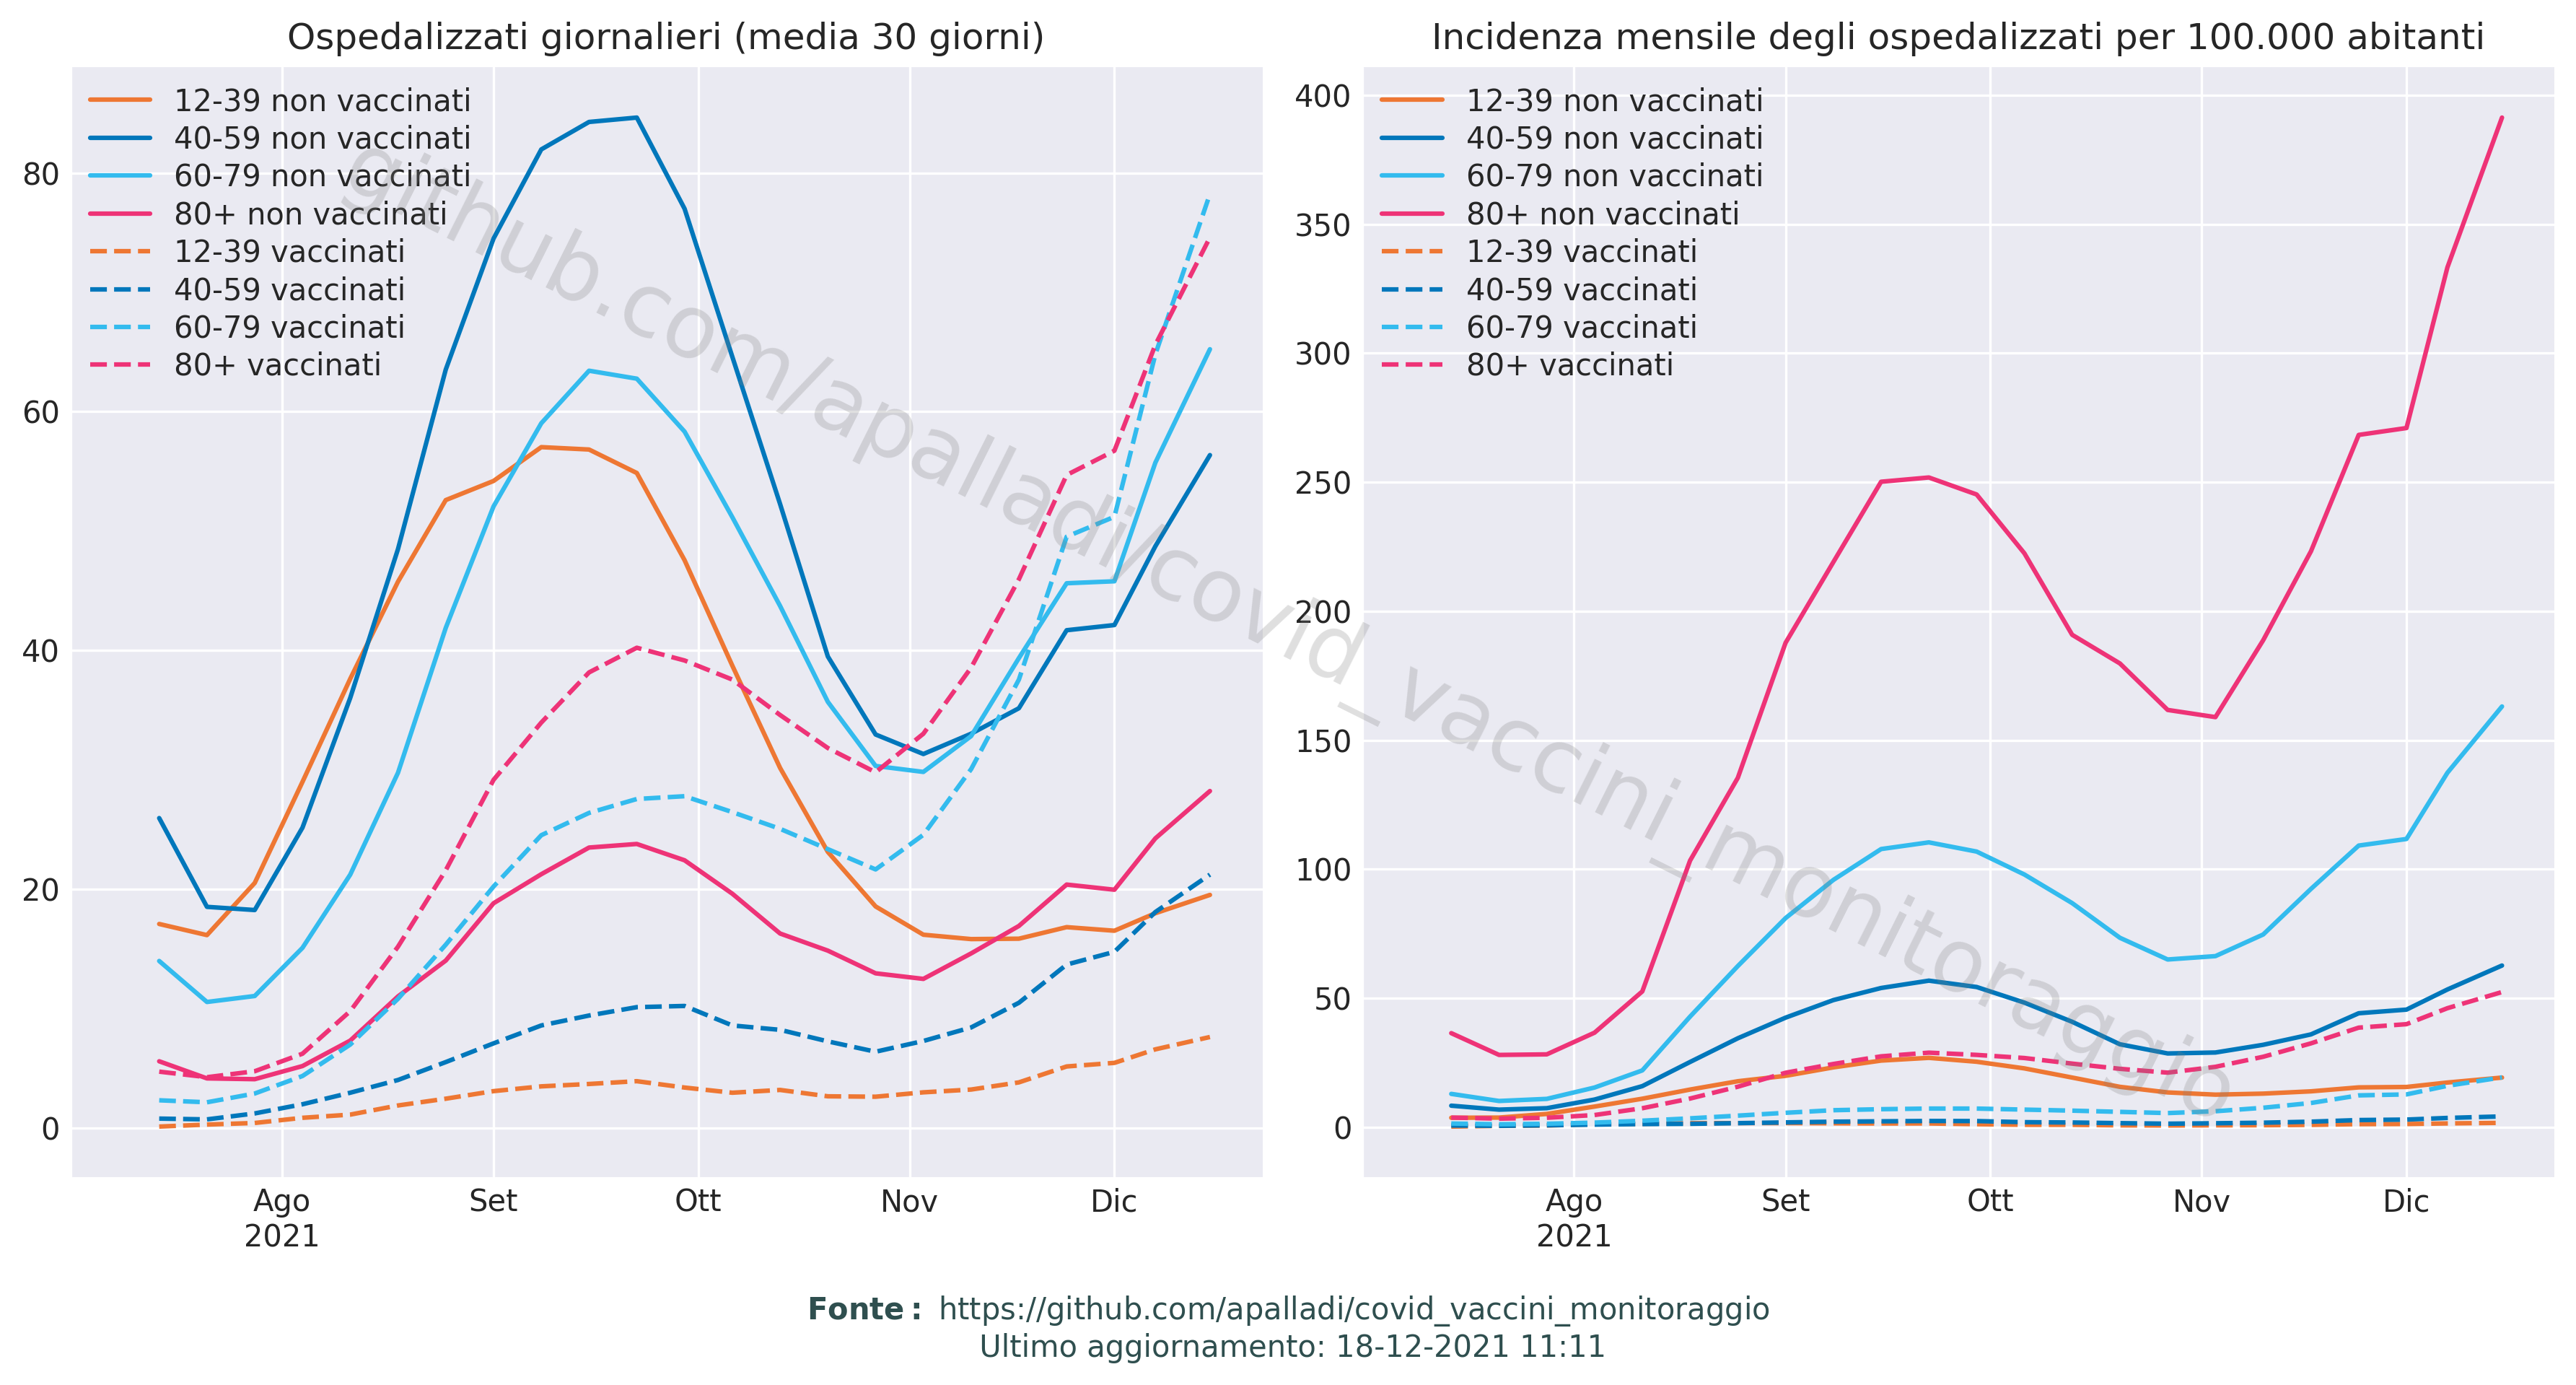 Ospedalizzati giornalieri (media 30 giorni)
12-39 non vaccinati
40-59 non vaccinati
60-79 non vaccinati
80+ non vaccinati
12-39 vaccinati
40-59 vaccinati
60-79 vaccinati
80+ vaccinati
80
60
40
20
0
Ago
2021
Set
Ott
Nov
Dic
Incidenza mensile degli ospedalizzati per 100.000 abitanti
12-39 non vaccinati
40-59 non vaccinati
60-79 non vaccinati
80+ non vaccinati
12-39 vaccinati
40-59 vaccinati
60-79 vaccinati
80+ vaccinati
400
350
300
250
200
150
100
50
0
Ago
2021
Set
Ott
Nov
Dic
github.com/apalladi/covid_vaccini_monitoraggio
Fonte: https://github.com/apalladi/covid_vaccini_monitoraggio
Ultimo aggiornamento: 18-12-2021 11:11